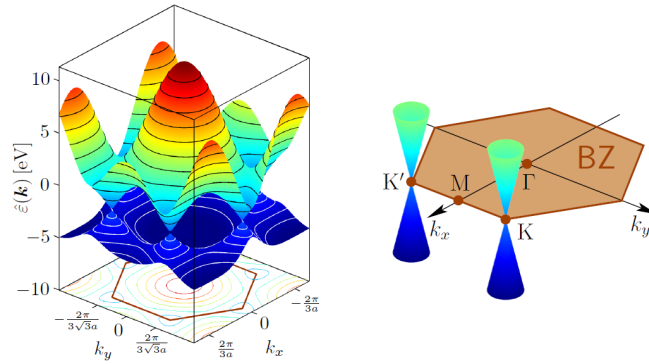 10
5
0
−5
−10
ε̂(k) [eV]
−2π/3√3a
0
2π/3√3a
k_y
2π/3a
0
−2π/3a
k_x
BZ
K′
M
Γ
K
k_x
k_y